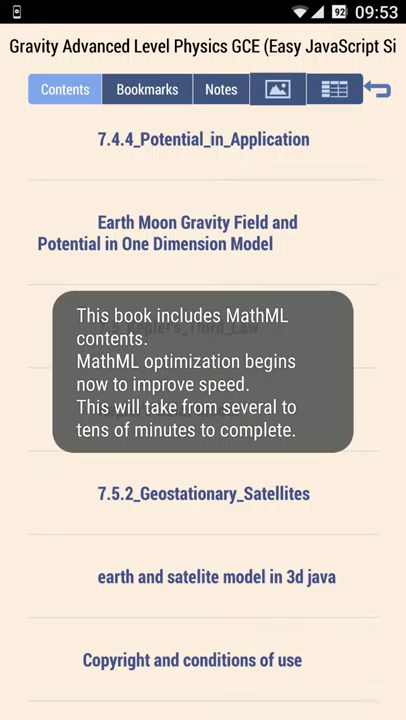 92 09:53
Gravity Advanced Level Physics GCE (Easy JavaScript Si
Contents Bookmarks Notes
7.4.4_Potential_in_Application
Earth Moon Gravity Field and
Potential in One Dimension Model
This book includes MathML
contents.
MathML optimization begins
now to improve speed.
This will take from several to
tens of minutes to complete.
7.5.2_Geostationary_Satellites
earth and satelite model in 3d java
Copyright and conditions of use